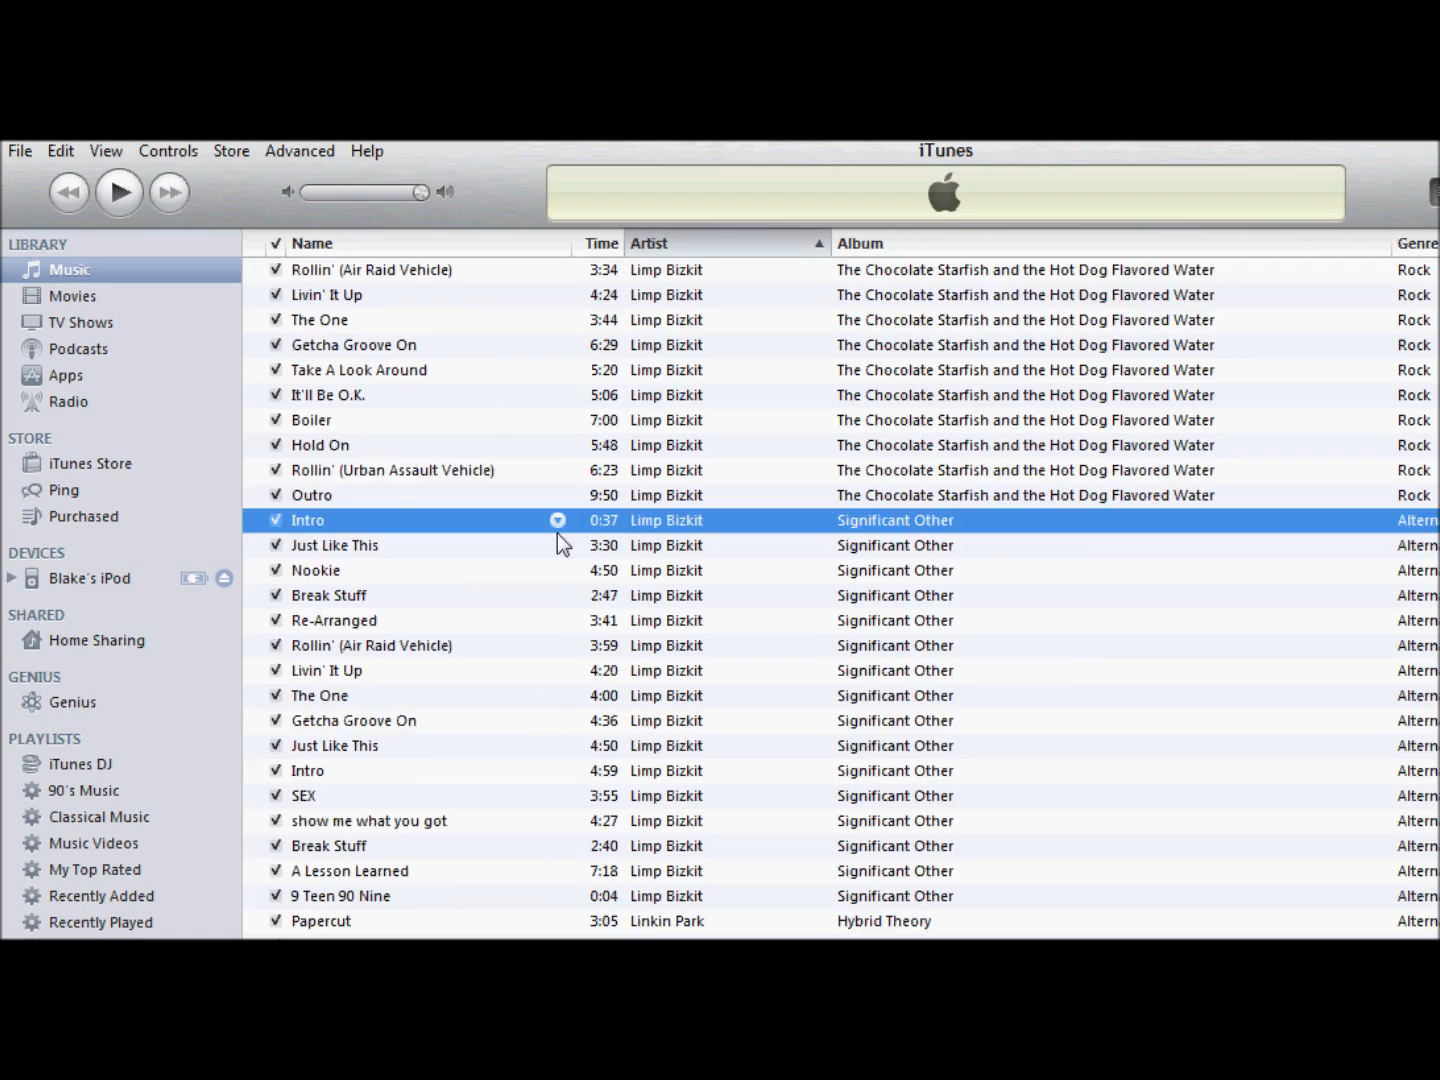 File Edit View Controls Store Advanced Help
iTunes
LIBRARY
Music
Movies
TV Shows
Podcasts
Apps
Radio
STORE
iTunes Store
Ping
Purchased
DEVICES
Blake's iPod
SHARED
Home Sharing
GENIUS
Genius
PLAYLISTS
iTunes DJ
90's Music
Classical Music
Music Videos
My Top Rated
Recently Added
Recently Played
Name Time Artist Album Genre
Rollin' (Air Raid Vehicle) 3:34 Limp Bizkit The Chocolate Starfish and the Hot Dog Flavored Water Rock
Livin' It Up 4:24 Limp Bizkit The Chocolate Starfish and the Hot Dog Flavored Water Rock
The One 3:44 Limp Bizkit The Chocolate Starfish and the Hot Dog Flavored Water Rock
Getcha Groove On 6:29 Limp Bizkit The Chocolate Starfish and the Hot Dog Flavored Water Rock
Take A Look Around 5:20 Limp Bizkit The Chocolate Starfish and the Hot Dog Flavored Water Rock
It'll Be O.K. 5:06 Limp Bizkit The Chocolate Starfish and the Hot Dog Flavored Water Rock
Boiler 7:00 Limp Bizkit The Chocolate Starfish and the Hot Dog Flavored Water Rock
Hold On 5:48 Limp Bizkit The Chocolate Starfish and the Hot Dog Flavored Water Rock
Rollin' (Urban Assault Vehicle) 6:23 Limp Bizkit The Chocolate Starfish and the Hot Dog Flavored Water Rock
Outro 9:50 Limp Bizkit The Chocolate Starfish and the Hot Dog Flavored Water Rock
Intro 0:37 Limp Bizkit Significant Other Altern
Just Like This 3:30 Limp Bizkit Significant Other Altern
Nookie 4:50 Limp Bizkit Significant Other Altern
Break Stuff 2:47 Limp Bizkit Significant Other Altern
Re-Arranged 3:41 Limp Bizkit Significant Other Altern
Rollin' (Air Raid Vehicle) 3:59 Limp Bizkit Significant Other Altern
Livin' It Up 4:20 Limp Bizkit Significant Other Altern
The One 4:00 Limp Bizkit Significant Other Altern
Getcha Groove On 4:36 Limp Bizkit Significant Other Altern
Just Like This 4:50 Limp Bizkit Significant Other Altern
Intro 4:59 Limp Bizkit Significant Other Altern
SEX 3:55 Limp Bizkit Significant Other Altern
show me what you got 4:27 Limp Bizkit Significant Other Altern
Break Stuff 2:40 Limp Bizkit Significant Other Altern
A Lesson Learned 7:18 Limp Bizkit Significant Other Altern
9 Teen 90 Nine 0:04 Limp Bizkit Significant Other Altern
Papercut 3:05 Linkin Park Hybrid Theory Altern